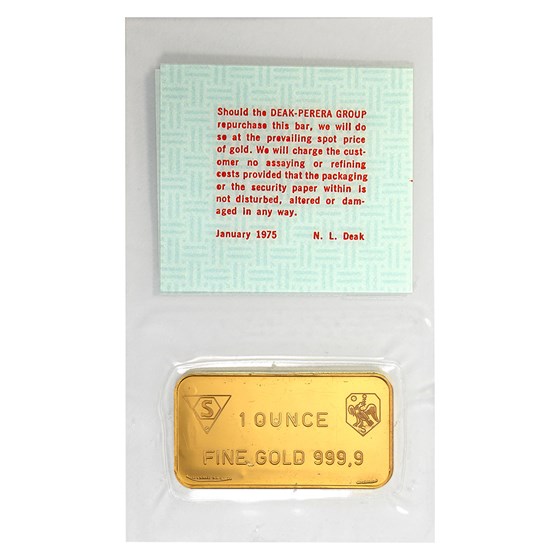 Should the DEAK-PERERA GROUP
repurchase this bar, we will do
so at the prevailing spot price
of gold. We will charge the cust-
omer no assaying or refining
costs provided that the packaging
or the security paper within is
not disturbed, altered or dam-
aged in any way.
January 1975 N. L. Deak
S
1 OUNCE
FINE GOLD 999,9